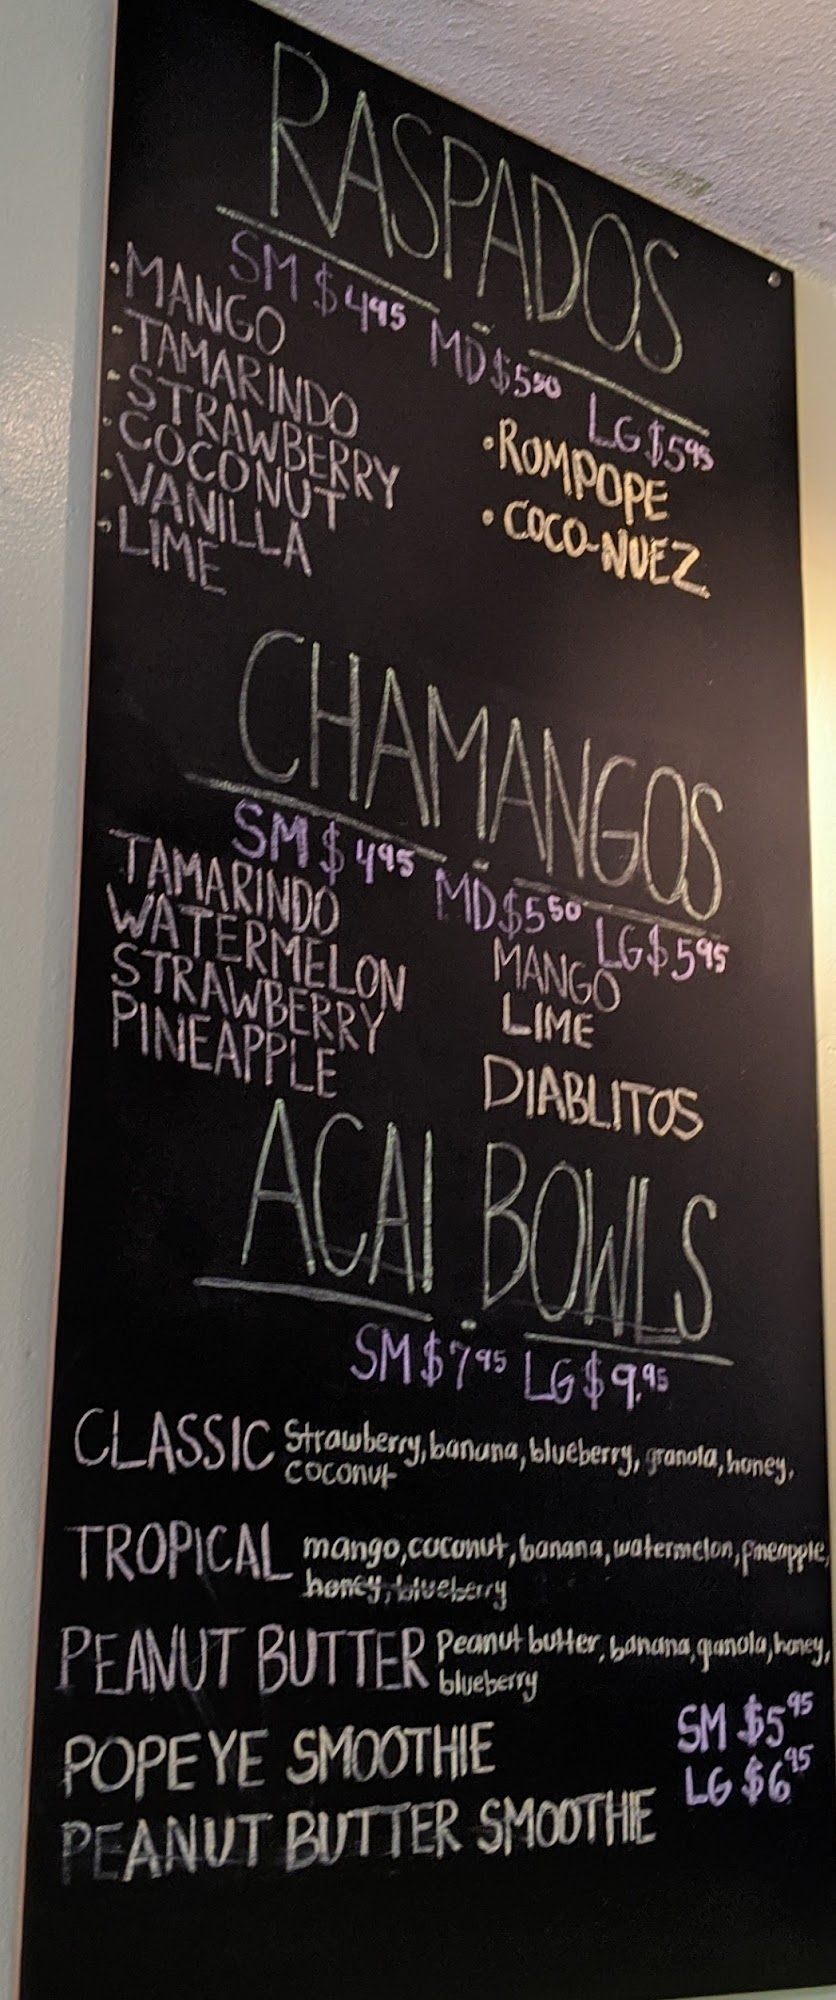 RASPADOS
SM $4.95 MD $5.50 LG $5.95
· MANGO
· TAMARINDO
· STRAWBERRY
· COCONUT
· VANILLA
· LIME
· ROMPOPE
· COCO-NUEZ
CHAMANGOS
SM $4.95 MD $5.50 LG $5.95
TAMARINDO
WATERMELON
STRAWBERRY
PINEAPPLE
MANGO
LIME
DIABLITOS
ACAI BOWLS
SM $7.95 LG $9.95
CLASSIC Strawberry, banana, blueberry, granola, honey,
coconut
TROPICAL mango, coconut, banana, watermelon, pineapple,
honey, blueberry
PEANUT BUTTER Peanut butter, banana, granola, honey,
blueberry
POPEYE SMOOTHIE SM $5.95
PEANUT BUTTER SMOOTHIE LG $6.95